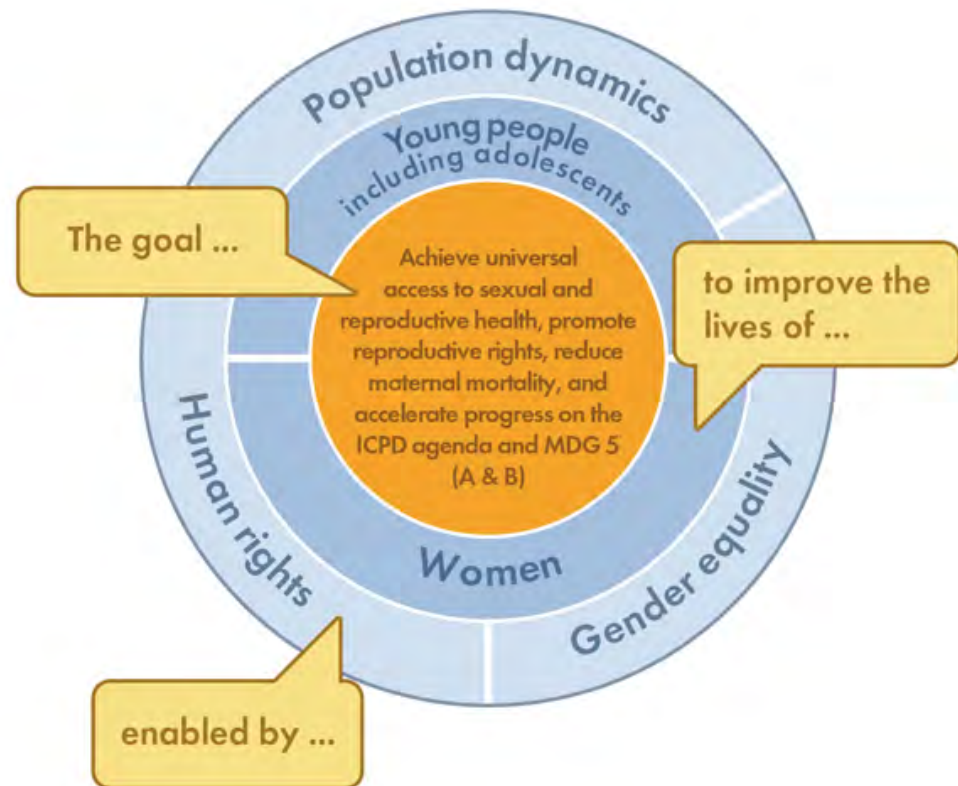 Population dynamics
Young people
including adolescents
The goal ...
Achieve universal
access to sexual and
reproductive health, promote
reproductive rights, reduce
maternal mortality, and
accelerate progress on the
ICPD agenda and MDG 5
(A & B)
to improve the
lives of ...
Women
Human rights
Gender equality
enabled by ...